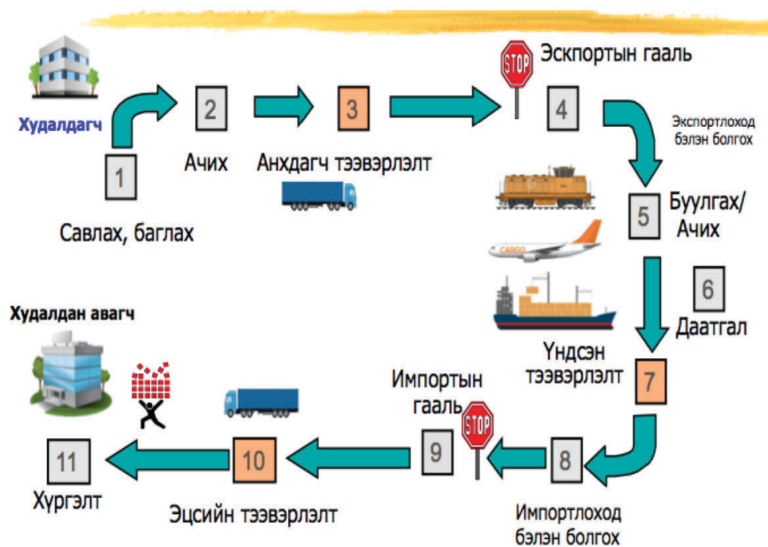 Худалдагч
1
Савлах, баглах
2
Ачих
3
Анхдагч тээвэрлэлт
STOP
Эскпортын гааль
4
Экспортлоход
бэлэн болгох
5
Буулгах/
Ачих
CARGO
6
Даатгал
Үндсэн
тээвэрлэлт
7
8
Импортлоход
бэлэн болгох
Импортын
гааль
STOP
9
10
Эцсийн тээвэрлэлт
Худалдан авагч
11
Хүргэлт